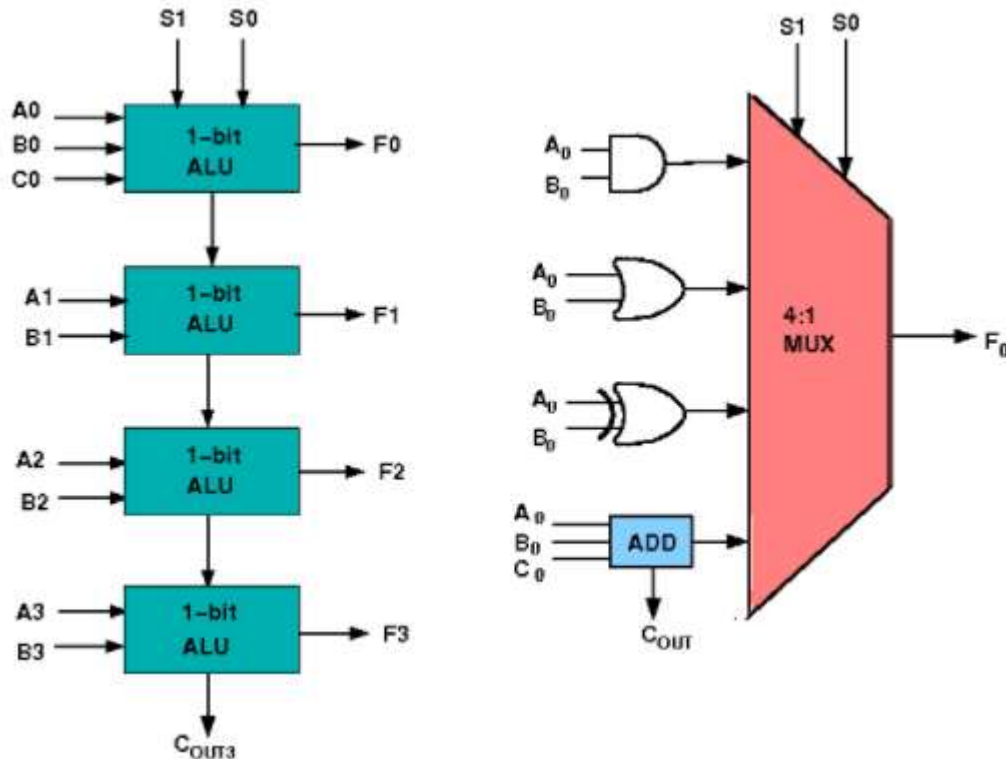 S1 S0
A0
B0
C0
1-bit
ALU
F0
A1
B1
1-bit
ALU
F1
A2
B2
1-bit
ALU
F2
A3
B3
1-bit
ALU
F3
COUT3
S1 S0
A0
B0
A0
B0
A0
B0
A0
B0
C0
ADD
COUT
4:1
MUX
F0